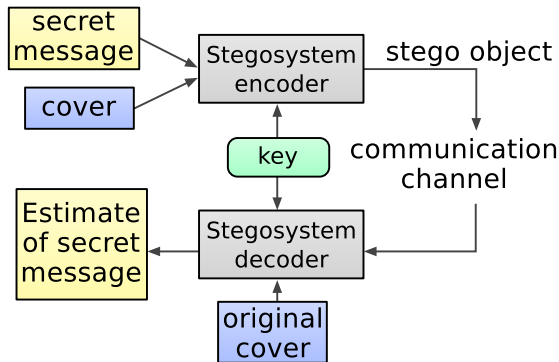 secret
message
cover
Stegosystem
encoder
stego object
key
communication
channel
Estimate
of secret
message
Stegosystem
decoder
original
cover